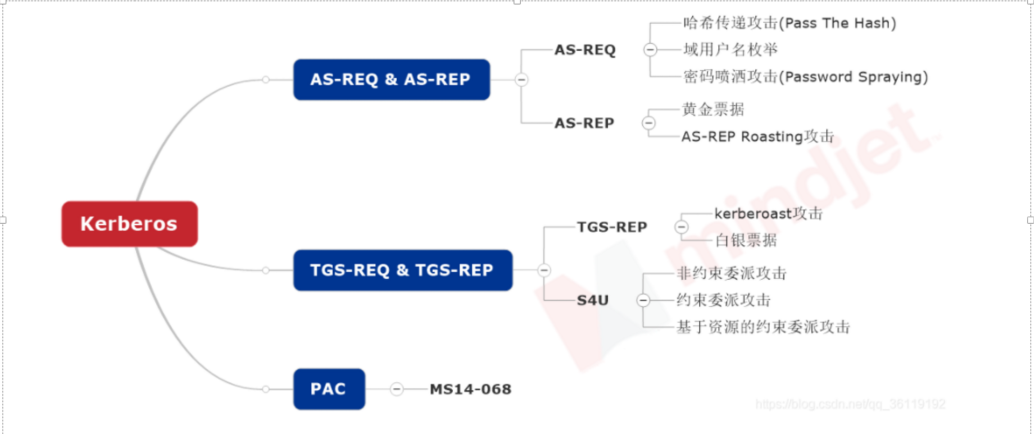 Kerberos
AS-REQ & AS-REP
AS-REQ
哈希传递攻击(Pass The Hash)
域用户名枚举
密码喷洒攻击(Password Spraying)
AS-REP
黄金票据
AS-REP Roasting攻击
TGS-REQ & TGS-REP
TGS-REP
kerberoast攻击
白银票据
S4U
非约束委派攻击
约束委派攻击
基于资源的约束委派攻击
PAC
MS14-068
mindjet
https://blog.csdn.net/qq_36119192